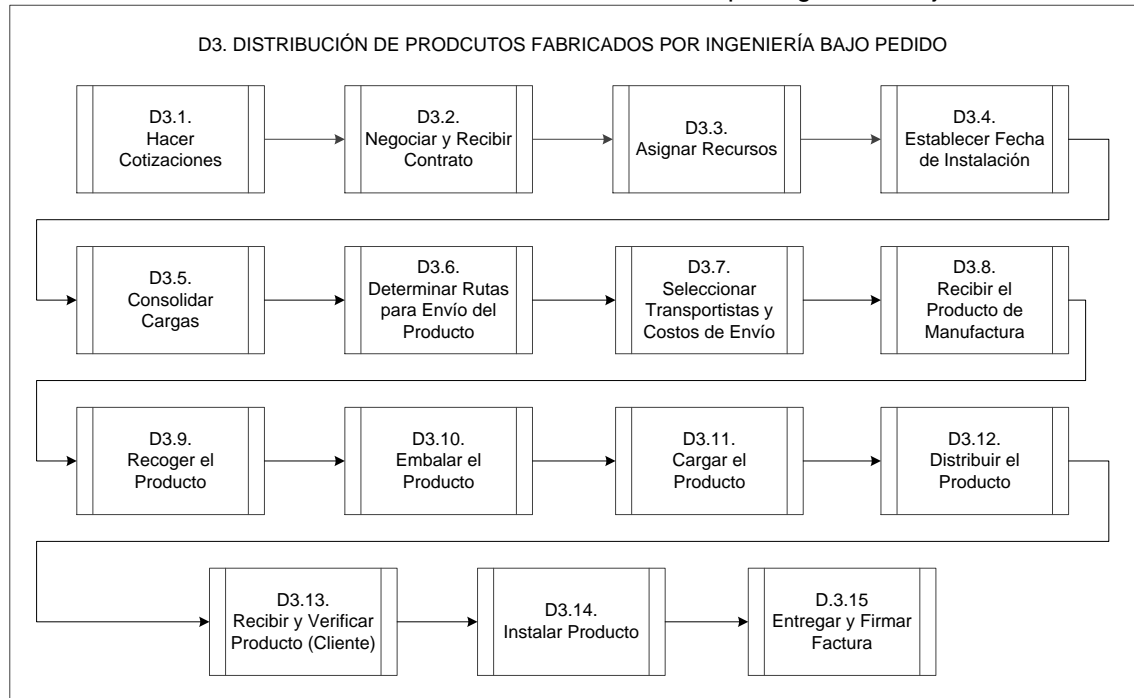 D3. DISTRIBUCIÓN DE PRODCUTOS FABRICADOS POR INGENIERÍA BAJO PEDIDO
D3.1.
Hacer
Cotizaciones
D3.2.
Negociar y Recibir
Contrato
D3.3.
Asignar Recursos
D3.4.
Establecer Fecha
de Instalación
D3.5.
Consolidar
Cargas
D3.6.
Determinar Rutas
para Envío del
Producto
D3.7.
Seleccionar
Transportistas y
Costos de Envío
D3.8.
Recibir el
Producto de
Manufactura
D3.9.
Recoger el
Producto
D3.10.
Embalar el
Producto
D3.11.
Cargar el
Producto
D3.12.
Distribuir el
Producto
D3.13.
Recibir y Verificar
Producto (Cliente)
D3.14.
Instalar Producto
D.3.15
Entregar y Firmar
Factura